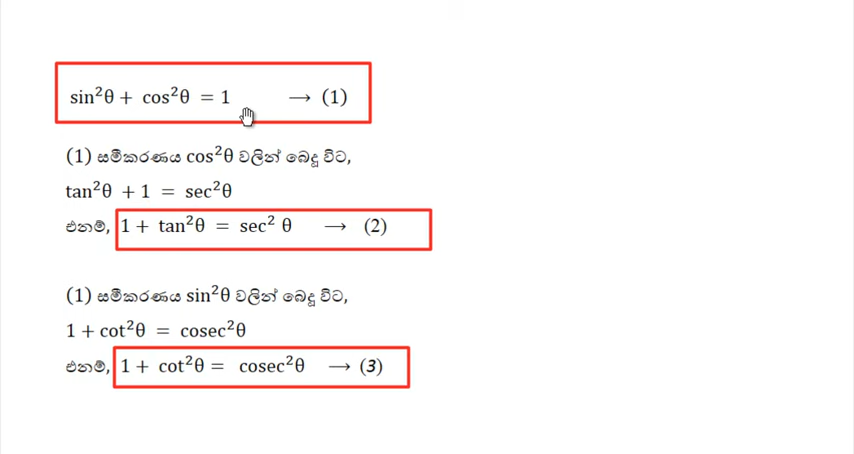 sin²θ + cos²θ = 1 → (1)
(1) සමීකරණය cos²θ වලින් බෙදූ විට,
tan²θ + 1 = sec²θ
එනම්, 1 + tan²θ = sec² θ → (2)
(1) සමීකරණය sin²θ වලින් බෙදූ විට,
1 + cot²θ = cosec²θ
එනම්, 1 + cot²θ = cosec²θ → (3)